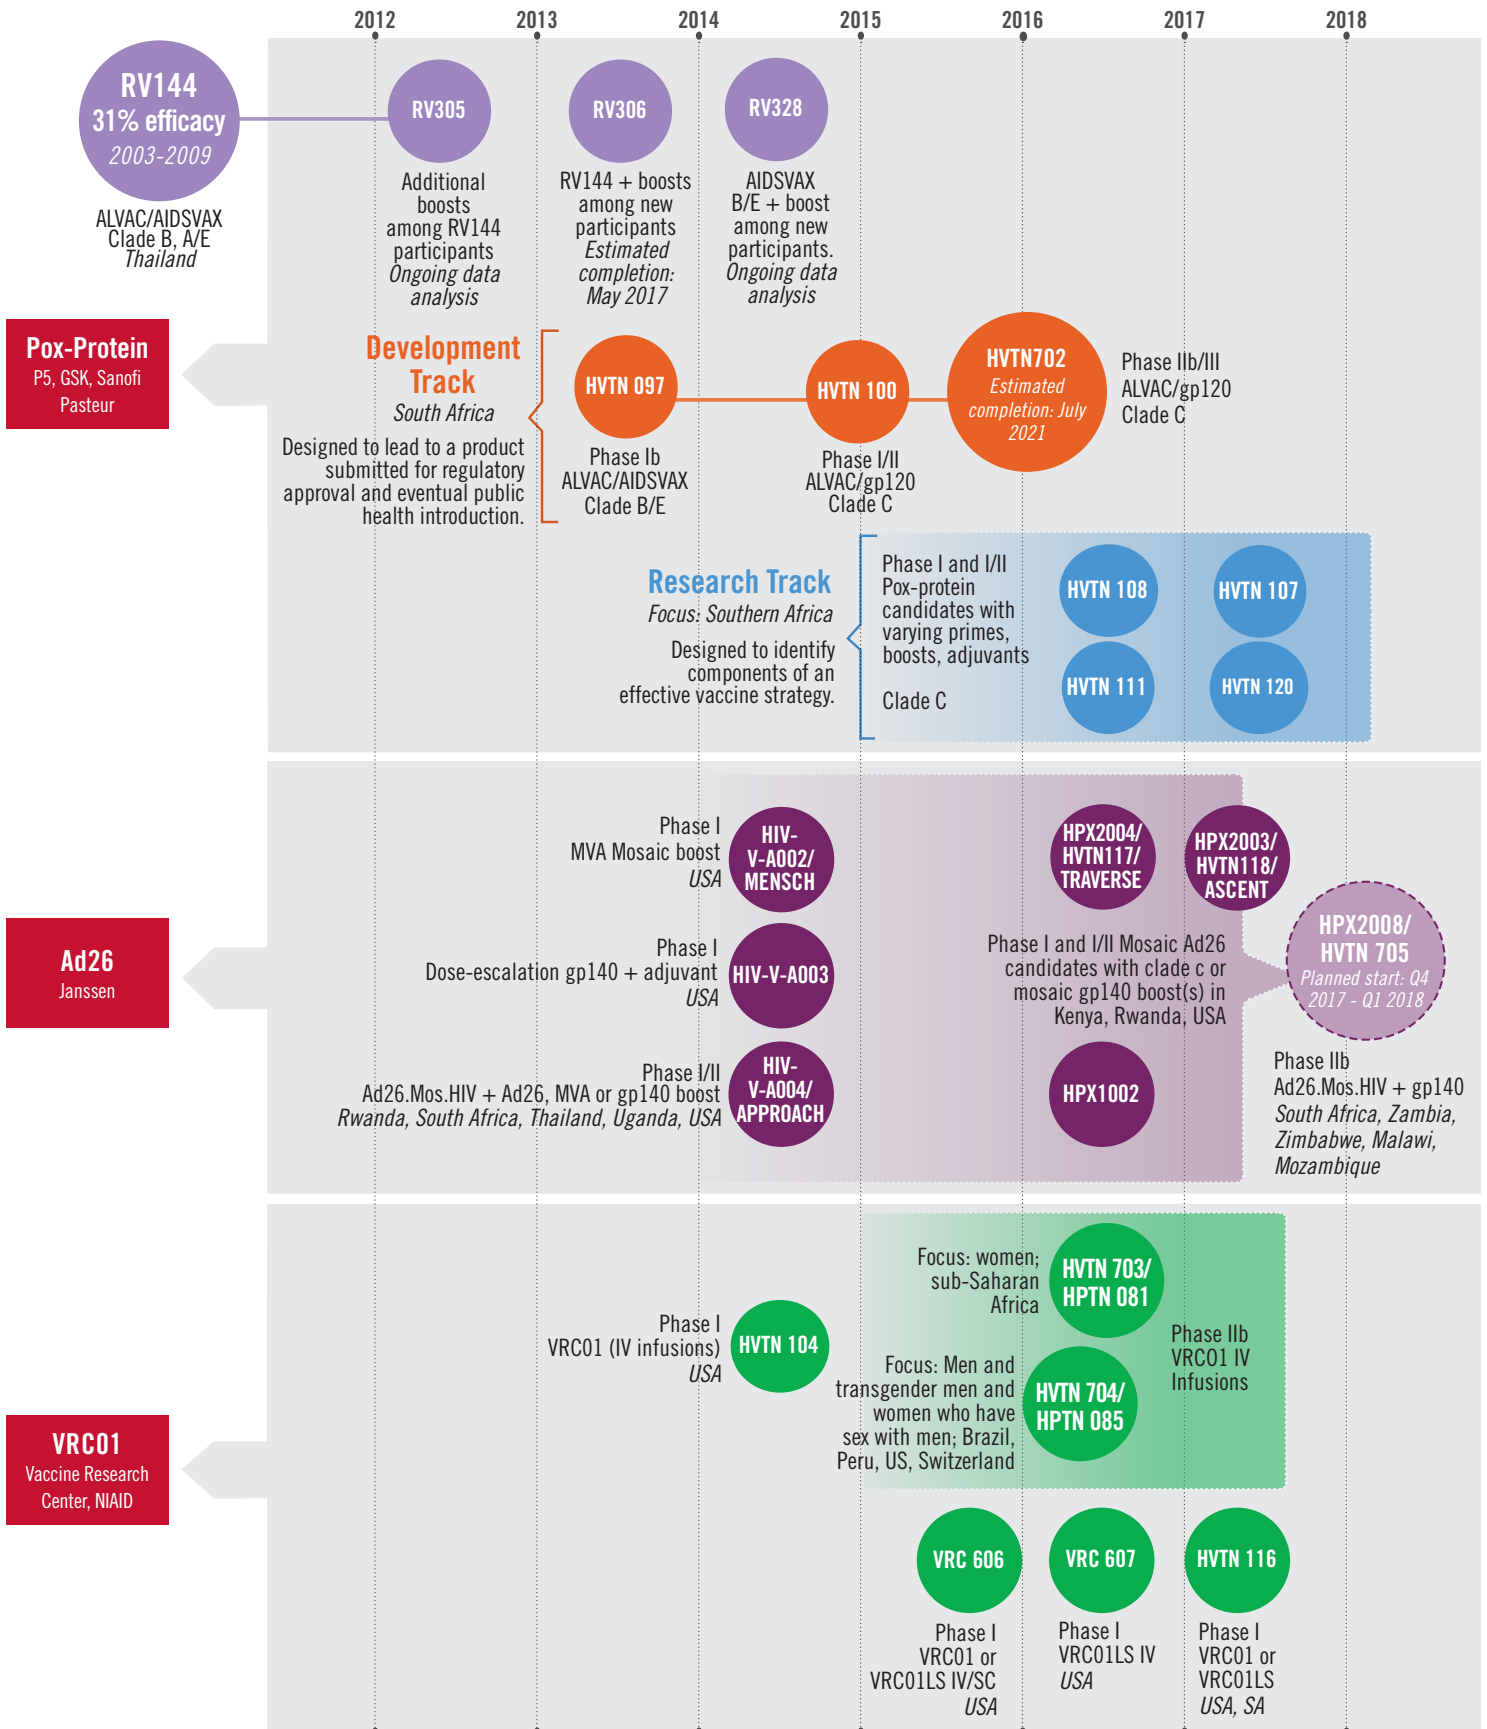 2012
2013
2014
2015
2016
2017
2018
RV144
31% efficacy
2003-2009
ALVAC/AIDSVAX
Clade B, A/E
Thailand
RV305
Additional
boosts
among RV144
participants
Ongoing data
analysis
RV306
RV144 + boosts
among new
participants
Estimated
completion:
May 2017
RV328
AIDSVAX
B/E + boost
among new
participants.
Ongoing data
analysis
Pox-Protein
P5, GSK, Sanofi
Pasteur
Development
Track
South Africa
Designed to lead to a product
submitted for regulatory
approval and eventual public
health introduction.
HVTN 097
Phase Ib
ALVAC/AIDSVAX
Clade B/E
HVTN 100
Phase I/II
ALVAC/gp120
Clade C
HVTN702
Estimated
completion: July
2021
Phase IIb/III
ALVAC/gp120
Clade C
Research Track
Focus: Southern Africa
Designed to identify
components of an
effective vaccine strategy.
Phase I and I/II
Pox-protein
candidates with
varying primes,
boosts, adjuvants
Clade C
HVTN 108
HVTN 107
HVTN 111
HVTN 120
Ad26
Janssen
Phase I
MVA Mosaic boost
USA
HIV-
V-A002/
MENSCH
Phase I
Dose-escalation gp140 + adjuvant
USA
HIV-V-A003
Phase I/II
Ad26.Mos.HIV + Ad26, MVA or gp140 boost
Rwanda, South Africa, Thailand, Uganda, USA
HIV-
V-A004/
APPROACH
HPX2004/
HVTN117/
TRAVERSE
HPX2003/
HVTN118/
ASCENT
Phase I and I/II Mosaic Ad26
candidates with clade c or
mosaic gp140 boost(s) in
Kenya, Rwanda, USA
HPX1002
HPX2008/
HVTN 705
Planned start: Q4
2017 - Q1 2018
Phase IIb
Ad26.Mos.HIV + gp140
South Africa, Zambia,
Zimbabwe, Malawi,
Mozambique
VRC01
Vaccine Research
Center, NIAID
Phase I
VRC01 (IV infusions)
USA
HVTN 104
Focus: women;
sub-Saharan
Africa
HVTN 703/
HPTN 081
Focus: Men and
transgender men and
women who have
sex with men; Brazil,
Peru, US, Switzerland
HVTN 704/
HPTN 085
Phase IIb
VRC01 IV
Infusions
VRC 606
Phase I
VRC01 or
VRC01LS IV/SC
USA
VRC 607
Phase I
VRC01LS IV
USA
HVTN 116
Phase I
VRC01 or
VRC01LS
USA, SA